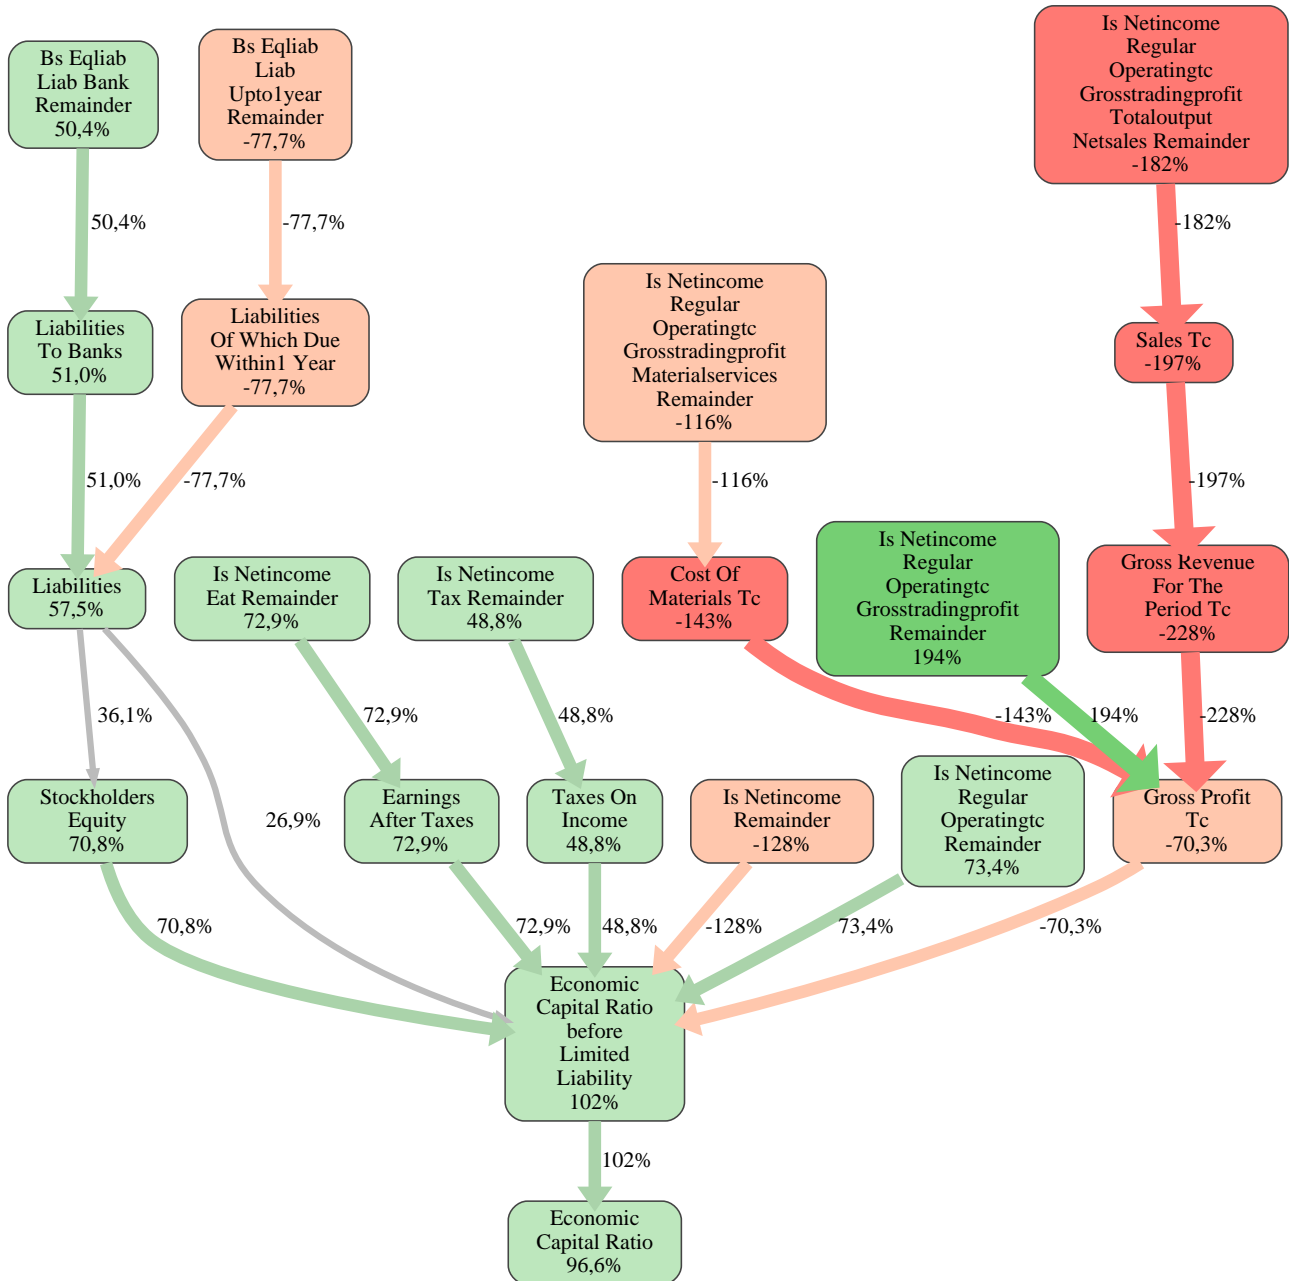 Bs Eqliab
Liab Bank
Remainder
50,4%
Bs Eqliab
Liab
Upto1year
Remainder
-77,7%
Is Netincome
Regular
Operatingtc
Grosstradingprofit
Totaloutput
Netsales Remainder
-182%
50,4%
-77,7%
-182%
Liabilities
To Banks
51,0%
Liabilities
Of Which Due
Within1 Year
-77,7%
Is Netincome
Regular
Operatingtc
Grosstradingprofit
Materialservices
Remainder
-116%
Sales Tc
-197%
51,0%
-77,7%
-116%
-197%
Liabilities
57,5%
Is Netincome
Eat Remainder
72,9%
Is Netincome
Tax Remainder
48,8%
Cost Of
Materials Tc
-143%
Is Netincome
Regular
Operatingtc
Grosstradingprofit
Remainder
194%
Gross Revenue
For The
Period Tc
-228%
36,1%
72,9%
48,8%
-143%
194%
-228%
Stockholders
Equity
70,8%
26,9%
Earnings
After Taxes
72,9%
Taxes On
Income
48,8%
Is Netincome
Remainder
-128%
Is Netincome
Regular
Operatingtc
Remainder
73,4%
Gross Profit
Tc
-70,3%
70,8%
72,9%
48,8%
-128%
73,4%
-70,3%
Economic
Capital Ratio
before
Limited
Liability
102%
102%
Economic
Capital Ratio
96,6%